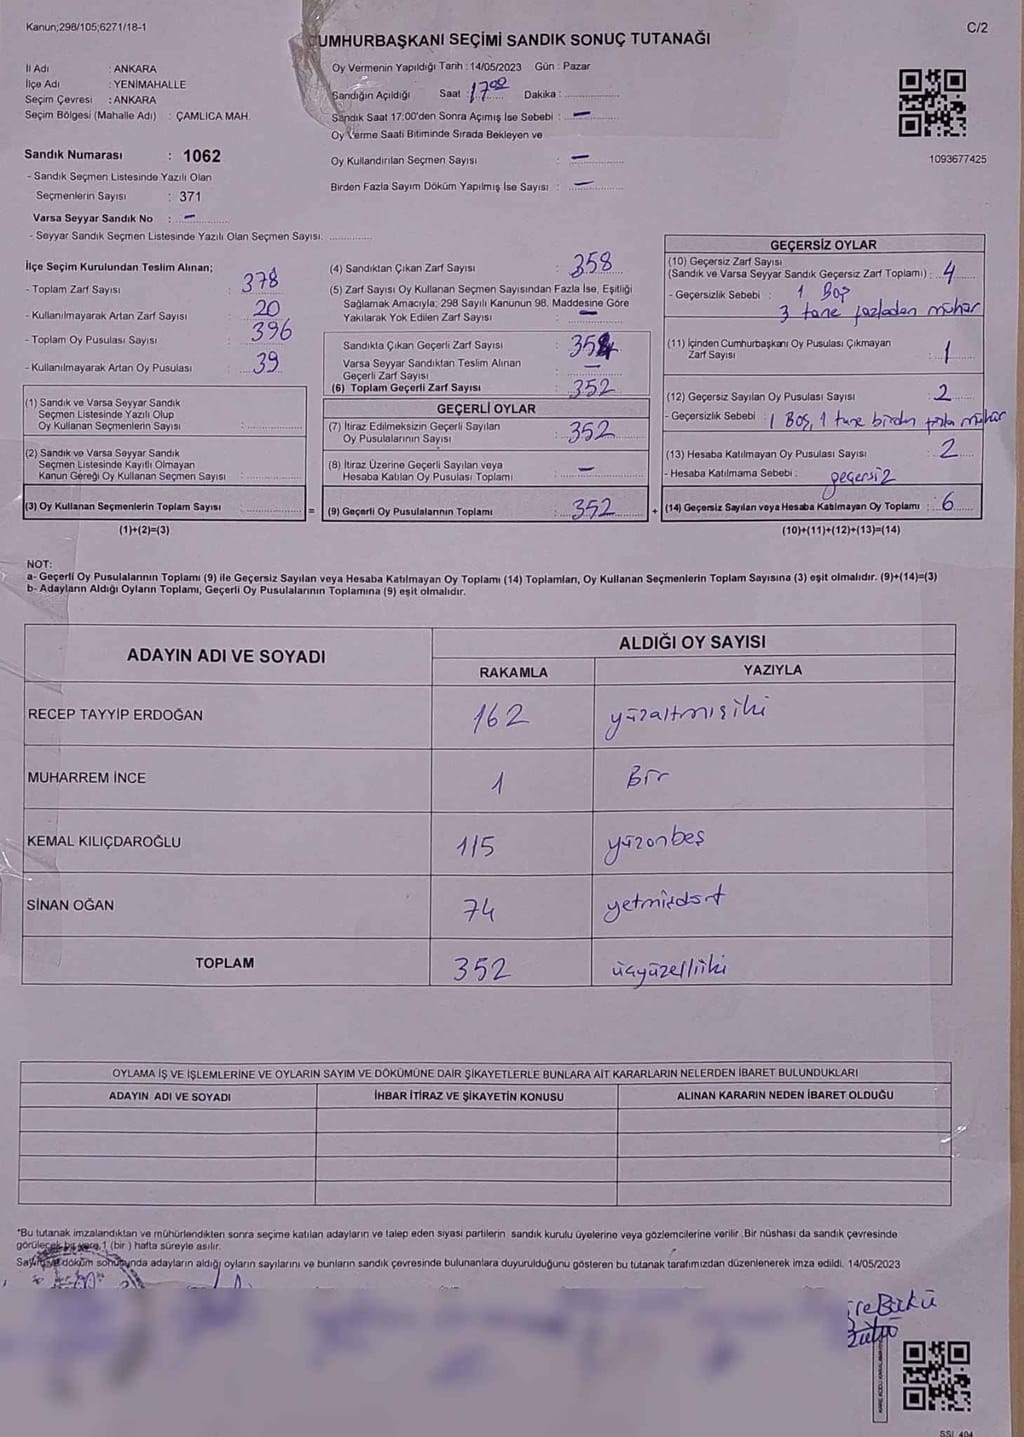 Kanun;298/105;6271/18-1
C/2
CUMHURBAŞKANI SEÇİMİ SANDIK SONUÇ TUTANAĞI
İl Adı : ANKARA
İlçe Adı : YENİMAHALLE
Seçim Çevresi : ANKARA
Seçim Bölgesi (Mahalle Adı) : ÇAMLICA MAH.
Oy Vermenin Yapıldığı Tarih : 14/05/2023 Gün : Pazar
Sandığın Açıldığı Saat : 17 00 Dakika :
Sandık Saat 17:00'den Sonra Açımış İse Sebebi : —
Oy Verme Saati Bitiminde Sırada Bekleyen ve
Oy Kullandırılan Seçmen Sayısı : —
Birden Fazla Sayım Döküm Yapılmış İse Sayısı : —
1093677425
Sandık Numarası : 1062
- Sandık Seçmen Listesinde Yazılı Olan
Seçmenlerin Sayısı : 371
Varsa Seyyar Sandık No : —
- Seyyar Sandık Seçmen Listesinde Yazılı Olan Seçmen Sayısı:
İlçe Seçim Kurulundan Teslim Alınan;
- Toplam Zarf Sayısı : 378
- Kullanılmayarak Artan Zarf Sayısı : 20
- Toplam Oy Pusulası Sayısı : 396
- Kullanılmayarak Artan Oy Pusulası : 39
(1) Sandık ve Varsa Seyyar Sandık
Seçmen Listesinde Yazılı Olup
Oy Kullanan Seçmenlerin Sayısı :
(2) Sandık ve Varsa Seyyar Sandık
Seçmen Listesinde Kayıtlı Olmayan
Kanun Gereği Oy Kullanan Seçmen Sayısı :
(3) Oy Kullanan Seçmenlerin Toplam Sayısı :
(1)+(2)=(3)
(4) Sandıktan Çıkan Zarf Sayısı : 358
(5) Zarf Sayısı Oy Kullanan Seçmen Sayısından Fazla İse, Eşitliği
Sağlamak Amacıyla; 298 Sayılı Kanunun 98. Maddesine Göre
Yakılarak Yok Edilen Zarf Sayısı : —
Sandıkta Çıkan Geçerli Zarf Sayısı : 354
Varsa Seyyar Sandıktan Teslim Alınan
Geçerli Zarf Sayısı : —
(6) Toplam Geçerli Zarf Sayısı : 352
GEÇERLİ OYLAR
(7) İtiraz Edilmeksizin Geçerli Sayılan
Oy Pusulalarının Sayısı : 352
(8) İtiraz Üzerine Geçerli Sayılan veya
Hesaba Katılan Oy Pusulası Toplamı : —
= (9) Geçerli Oy Pusulalarının Toplamı : 352
GEÇERSİZ OYLAR
(10) Geçersiz Zarf Sayısı
(Sandık ve Varsa Seyyar Sandık Geçersiz Zarf Toplamı) : 4
- Geçersizlik Sebebi : 1 Boş
3 tane fazladan mühür
(11) İçinden Cumhurbaşkanı Oy Pusulası Çıkmayan
Zarf Sayısı : 1
(12) Geçersiz Sayılan Oy Pusulası Sayısı : 2
- Geçersizlik Sebebi : 1 Boş, 1 tane birden fazla mühür
(13) Hesaba Katılmayan Oy Pusulası Sayısı : 2
- Hesaba Katılmama Sebebi : geçersiz
+ (14) Geçersiz Sayılan veya Hesaba Katılmayan Oy Toplamı : 6
(10)+(11)+(12)+(13)=(14)
NOT:
a- Geçerli Oy Pusulalarının Toplamı (9) ile Geçersiz Sayılan veya Hesaba Katılmayan Oy Toplamı (14) Toplamları, Oy Kullanan Seçmenlerin Toplam Sayısına (3) eşit olmalıdır. (9)+(14)=(3)
b- Adayların Aldığı Oyların Toplamı, Geçerli Oy Pusulalarının Toplamına (9) eşit olmalıdır.
ADAYIN ADI VE SOYADI
ALDIĞI OY SAYISI
RAKAMLA YAZIYLA
RECEP TAYYİP ERDOĞAN 162 yüzaltmışiki
MUHARREM İNCE 1 Bir
KEMAL KILIÇDAROĞLU 115 yüzonbeş
SİNAN OĞAN 74 yetmişdört
TOPLAM 352 üçyüzelliiki
OYLAMA İŞ VE İŞLEMLERİNE VE OYLARIN SAYIM VE DÖKÜMÜNE DAİR ŞİKAYETLERLE BUNLARA AİT KARARLARIN NELERDEN İBARET BULUNDUKLARI
ADAYIN ADI VE SOYADI İHBAR İTİRAZ VE ŞİKAYETİN KONUSU ALINAN KARARIN NEDEN İBARET OLDUĞU
*Bu tutanak imzalandıktan ve mühürlendikten sonra seçime katılan adayların ve talep eden siyasi partilerin sandık kurulu üyelerine veya gözlemcilerine verilir. Bir nüshası da sandık çevresinde
görülecek bir yere 1 (bir) hafta süreyle asılır.
Sayım ve döküm sonucunda adayların aldığı oyların sayılarını ve bunların sandık çevresinde bulunanlara duyurulduğunu gösteren bu tutanak tarafımızdan düzenlenerek imza edildi. 14/05/2023
SSI 404